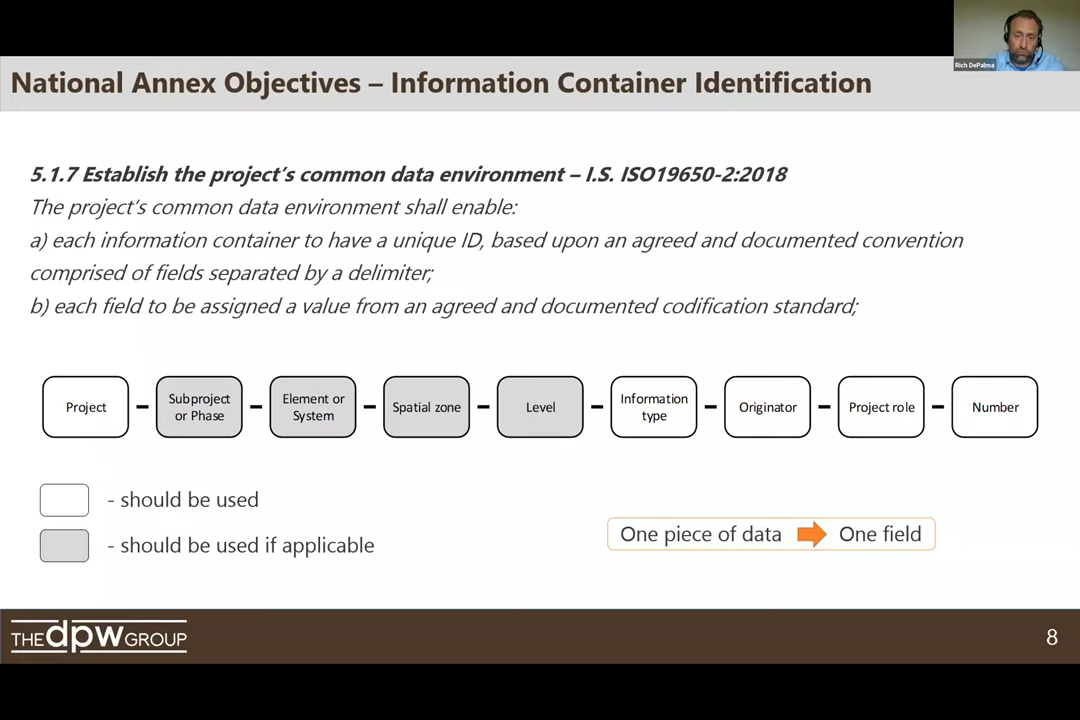 Rich DePalma
National Annex Objectives – Information Container Identification
5.1.7 Establish the project's common data environment – I.S. ISO19650-2:2018
The project's common data environment shall enable:
a) each information container to have a unique ID, based upon an agreed and documented convention
comprised of fields separated by a delimiter;
b) each field to be assigned a value from an agreed and documented codification standard;
Project – Subproject or Phase – Element or System – Spatial zone – Level – Information type – Originator – Project role – Number
- should be used
- should be used if applicable
One piece of data One field
THE dpw GROUP
8